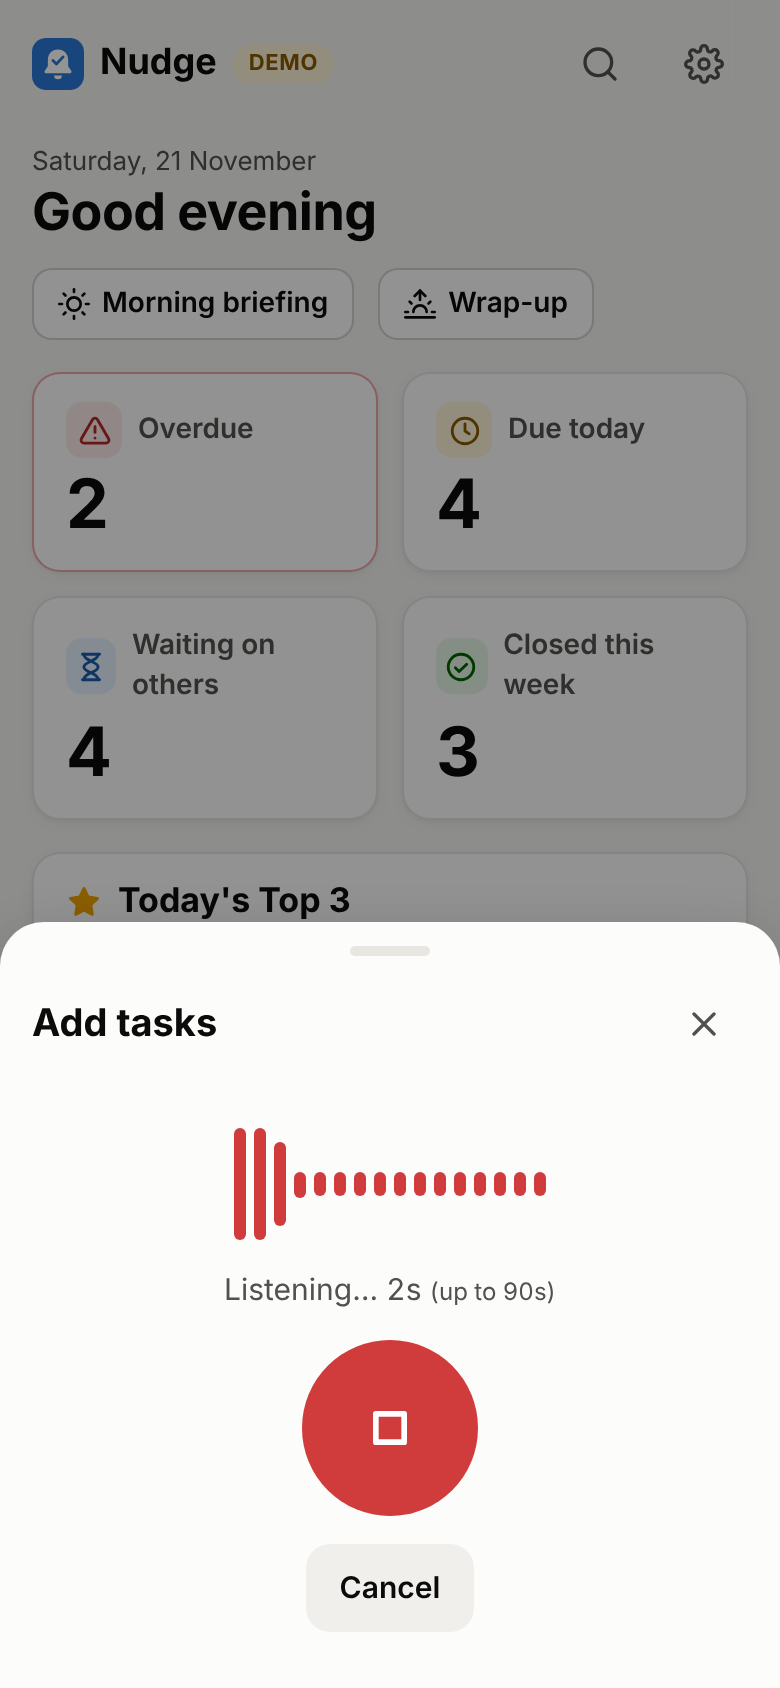 Nudge DEMO
Saturday, 21 November
Good evening
Morning briefing
Wrap-up
Overdue
2
Due today
4
Waiting on
others
4
Closed this
week
3
Today's Top 3
Add tasks
Listening... 2s (up to 90s)
Cancel